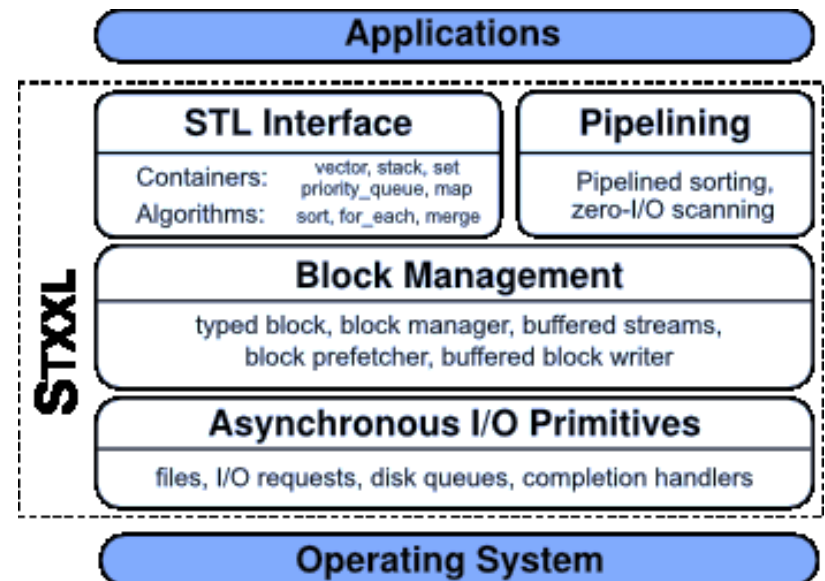 Applications
STXXL
STL Interface
Containers: vector, stack, set
priority_queue, map
Algorithms: sort, for_each, merge
Pipelining
Pipelined sorting,
zero-I/O scanning
Block Management
typed block, block manager, buffered streams,
block prefetcher, buffered block writer
Asynchronous I/O Primitives
files, I/O requests, disk queues, completion handlers
Operating System